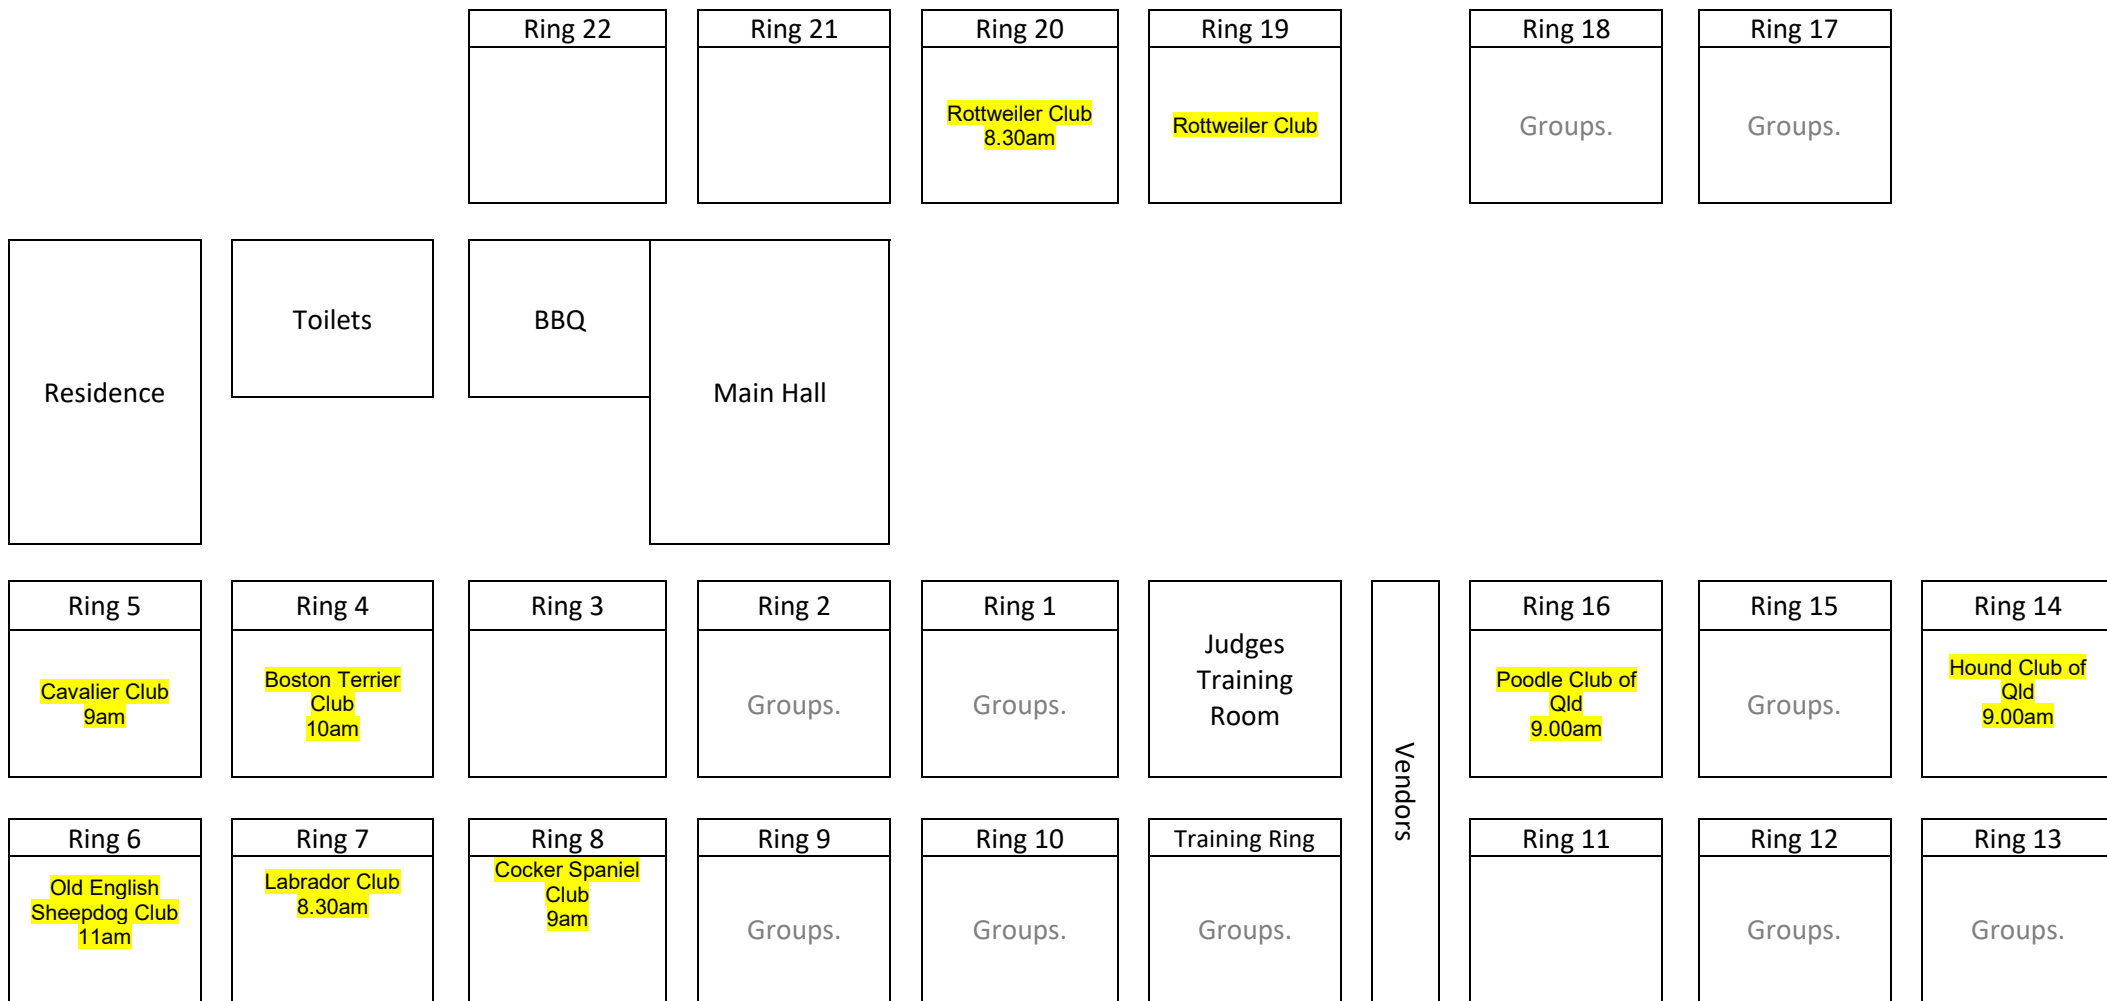 Ring 22
Ring 21
Ring 20
Ring 19
Ring 18
Ring 17
Rottweiler Club
8.30am
Rottweiler Club
Groups.
Groups.
Residence
Toilets
BBQ
Main Hall
Ring 5
Ring 4
Ring 3
Ring 2
Ring 1
Judges
Training
Room
Vendors
Ring 16
Ring 15
Ring 14
Cavalier Club
9am
Boston Terrier
Club
10am
Groups.
Groups.
Poodle Club of
Qld
9.00am
Groups.
Hound Club of
Qld
9.00am
Ring 6
Ring 7
Ring 8
Ring 9
Ring 10
Training Ring
Ring 11
Ring 12
Ring 13
Old English
Sheepdog Club
11am
Labrador Club
8.30am
Cocker Spaniel
Club
9am
Groups.
Groups.
Groups.
Groups.
Groups.